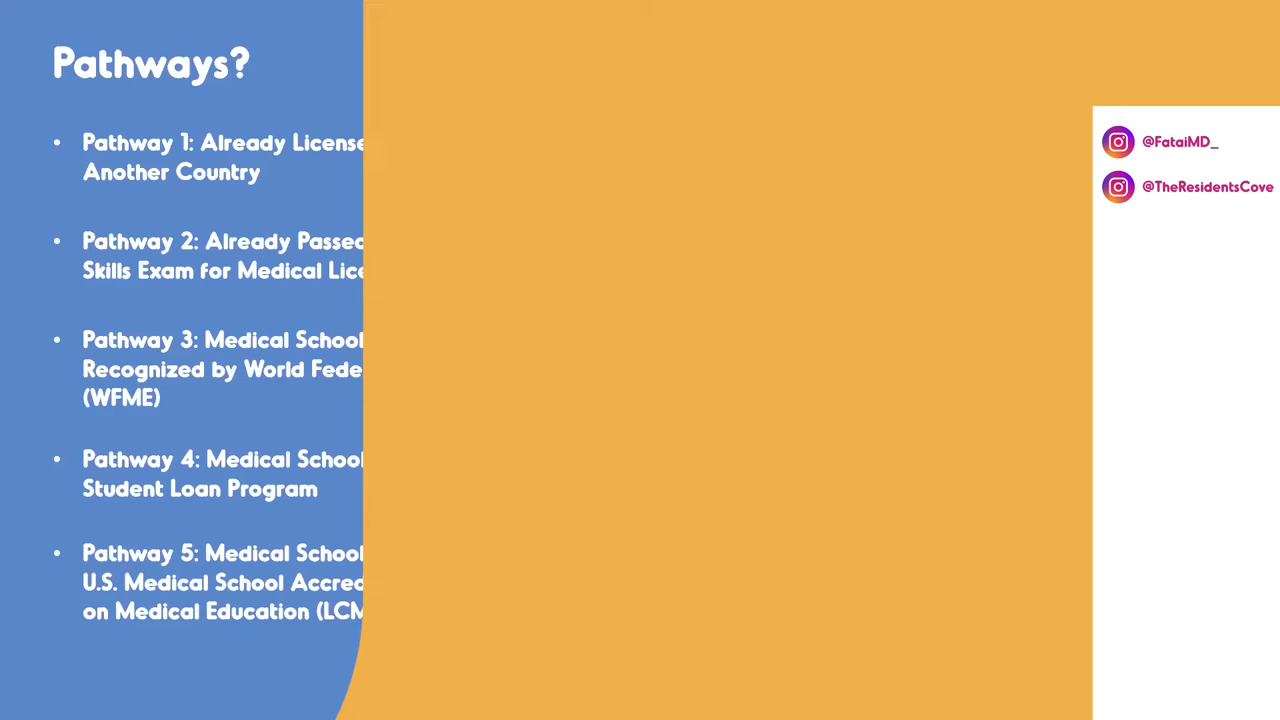 Pathways?
• Pathway 1: Already License
Another Country
• Pathway 2: Already Passed
Skills Exam for Medical Lice
• Pathway 3: Medical School
Recognized by World Fede
(WFME)
• Pathway 4: Medical School
Student Loan Program
• Pathway 5: Medical School
U.S. Medical School Accred
on Medical Education (LCM
@FataiMD_
@TheResidentsCove